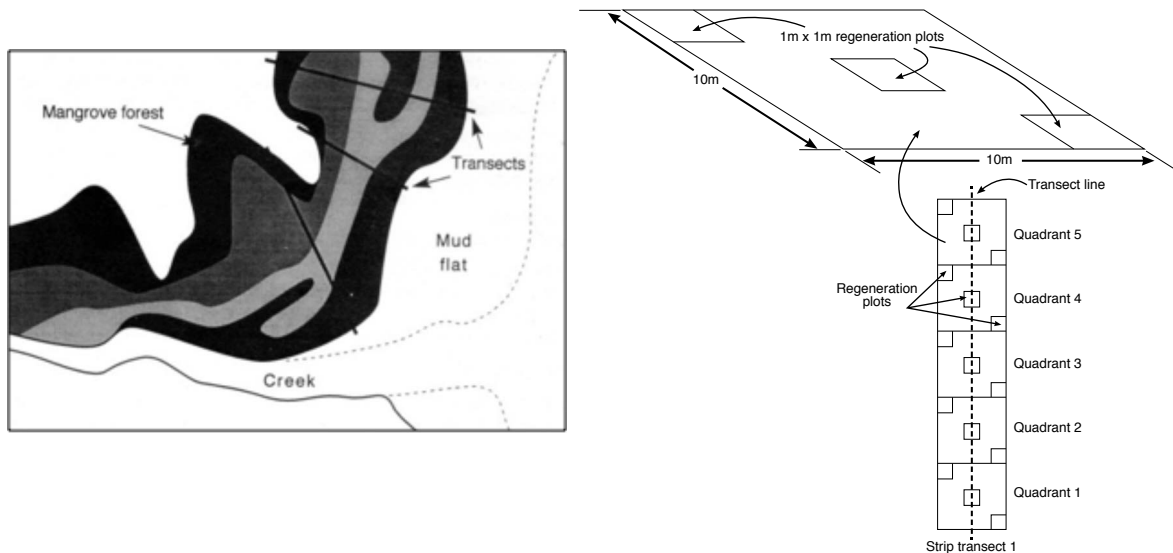 Mangrove forest
Transects
Mud
flat
Creek
1m x 1m regeneration plots
10m
10m
Transect line
Quadrant 5
Regeneration
plots
Quadrant 4
Quadrant 3
Quadrant 2
Quadrant 1
Strip transect 1